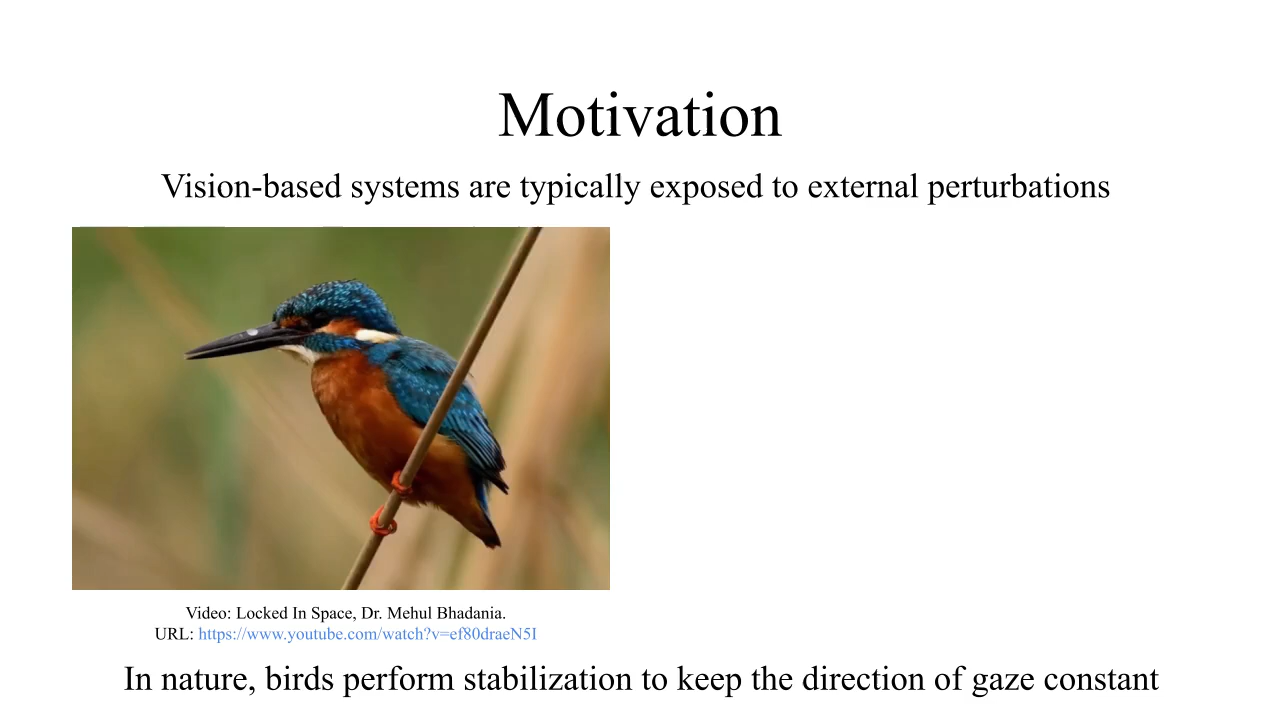 Motivation
Vision-based systems are typically exposed to external perturbations
Video: Locked In Space, Dr. Mehul Bhadania.
URL: https://www.youtube.com/watch?v=ef80draeN5I
In nature, birds perform stabilization to keep the direction of gaze constant